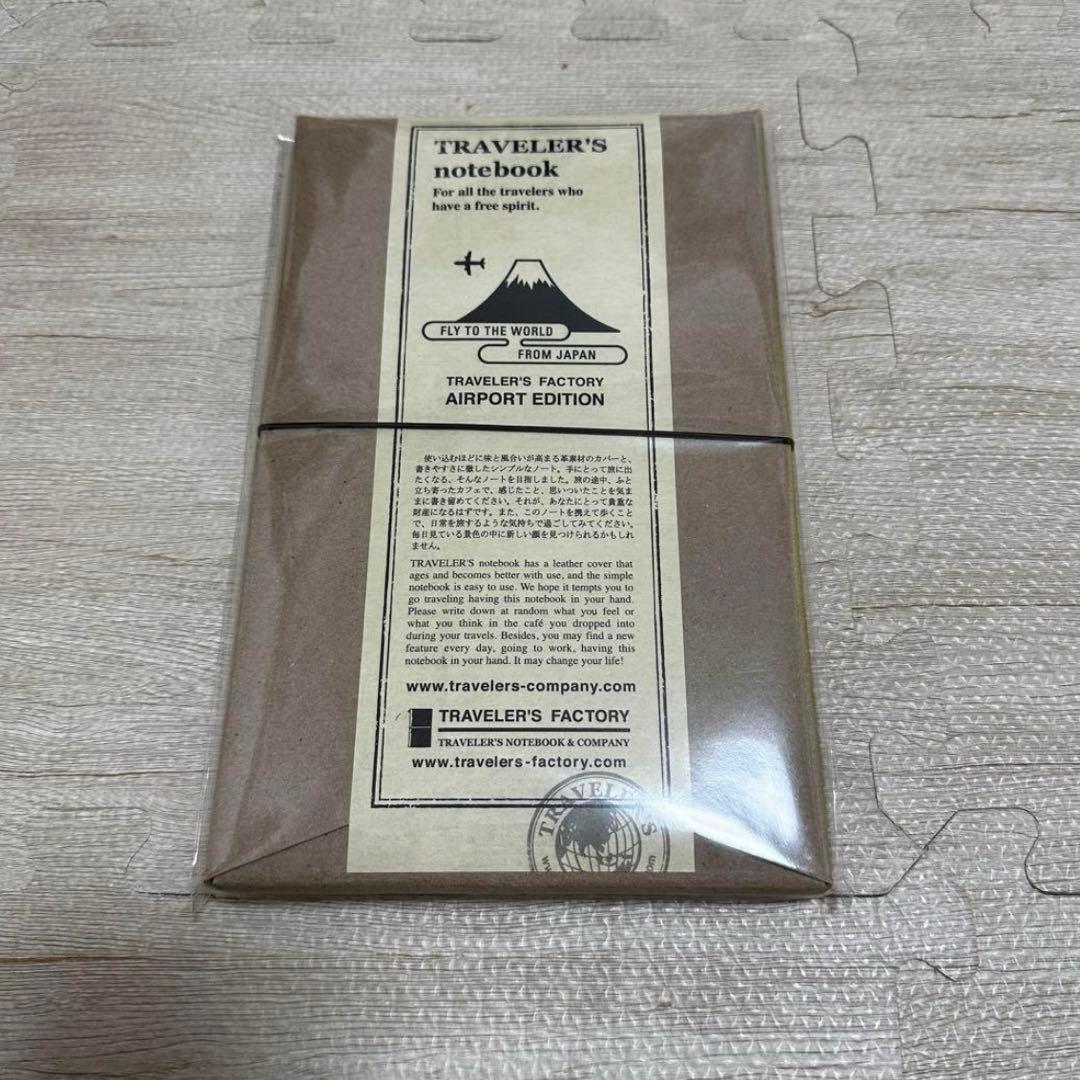 TRAVELER'S
notebook
For all the travelers who
have a free spirit.
FLY TO THE WORLD
FROM JAPAN
TRAVELER'S FACTORY
AIRPORT EDITION
使い込むほどに味と風合いが高まる革素材のカバーと、
書きやすさに徹したシンプルなノート。手にとって旅に出
たくなる、そんなノートを目指しました。旅の途中、ふと
立ち寄ったカフェで、感じたこと、思いついたことを気ま
まに書き留めてください。それが、あなたにとって貴重な
財産になるはずです。また、このノートを携えて歩くこと
で、日常を旅するような気持ちで過ごしてみてください。
毎日見ている景色の中に新しい顔を見つけられるかもしれ
ません。
TRAVELER'S notebook has a leather cover that
ages and becomes better with use, and the simple
notebook is easy to use. We hope it tempts you to
go traveling having this notebook in your hand.
Please write down at random what you feel or
what you think in the café you dropped into
during your travels. Besides, you may find a new
feature every day, going to work, having this
notebook in your hand. It may change your life!
www.travelers-company.com
TRAVELER'S FACTORY
TRAVELER'S NOTEBOOK & COMPANY
www.travelers-factory.com
TRAVELER'S